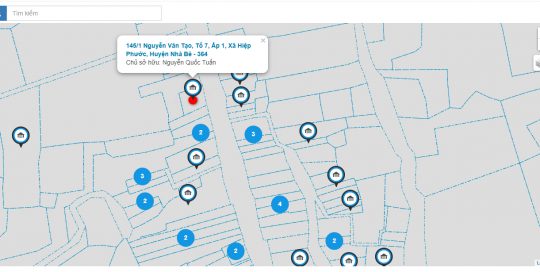 Tìm kiếm
×
146/1 Nguyễn Văn Tạo, Tổ 7, Ấp 1, Xã Hiệp
Phước, Huyện Nhà Bè - 364
Chủ sở hữu: Nguyễn Quốc Tuấn
2
3
3
2
4
2
2
2